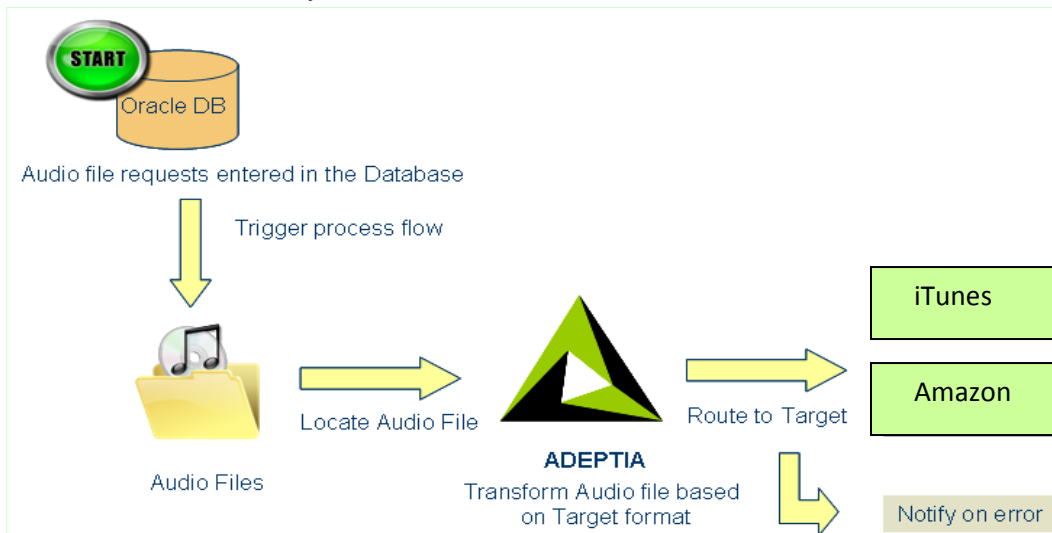 START
Oracle DB
Audio file requests entered in the Database
Trigger process flow
iTunes
Amazon
Locate Audio File
Route to Target
Audio Files
ADEPTIA
Transform Audio file based
on Target format
Notify on error